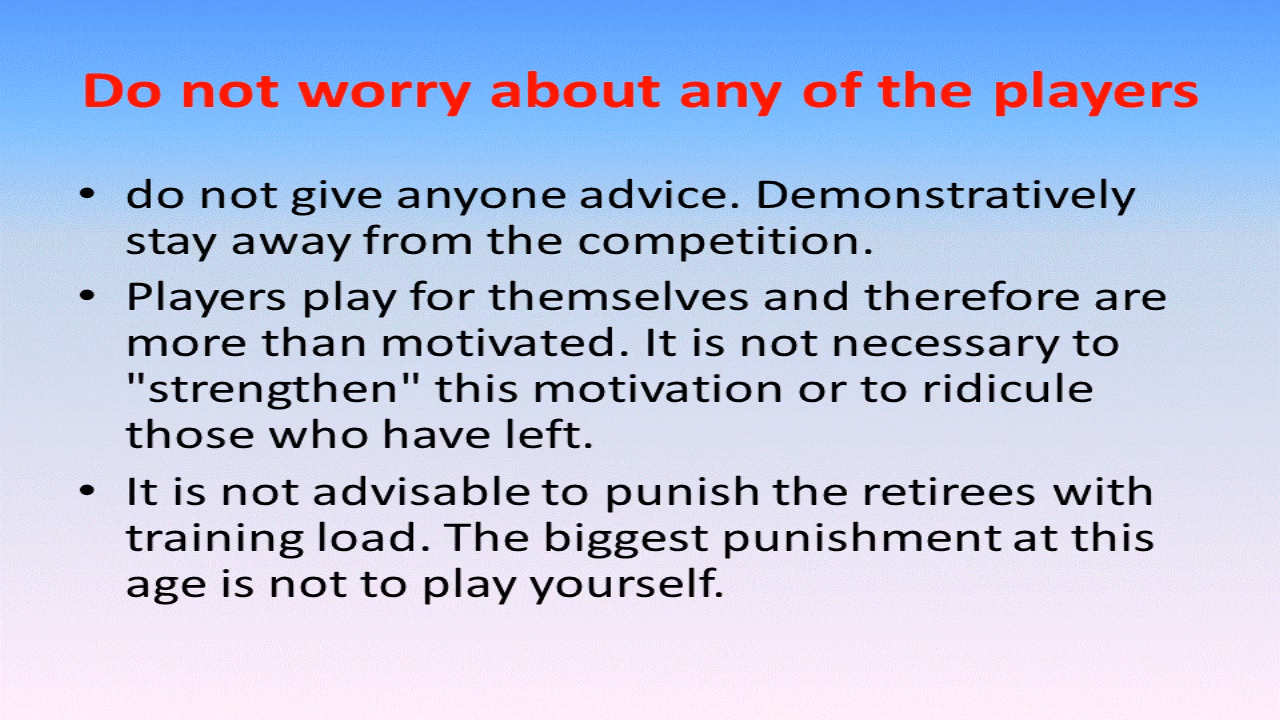 Do not worry about any of the players
• do not give anyone advice. Demonstratively
stay away from the competition.
• Players play for themselves and therefore are
more than motivated. It is not necessary to
"strengthen" this motivation or to ridicule
those who have left.
• It is not advisable to punish the retirees with
training load. The biggest punishment at this
age is not to play yourself.